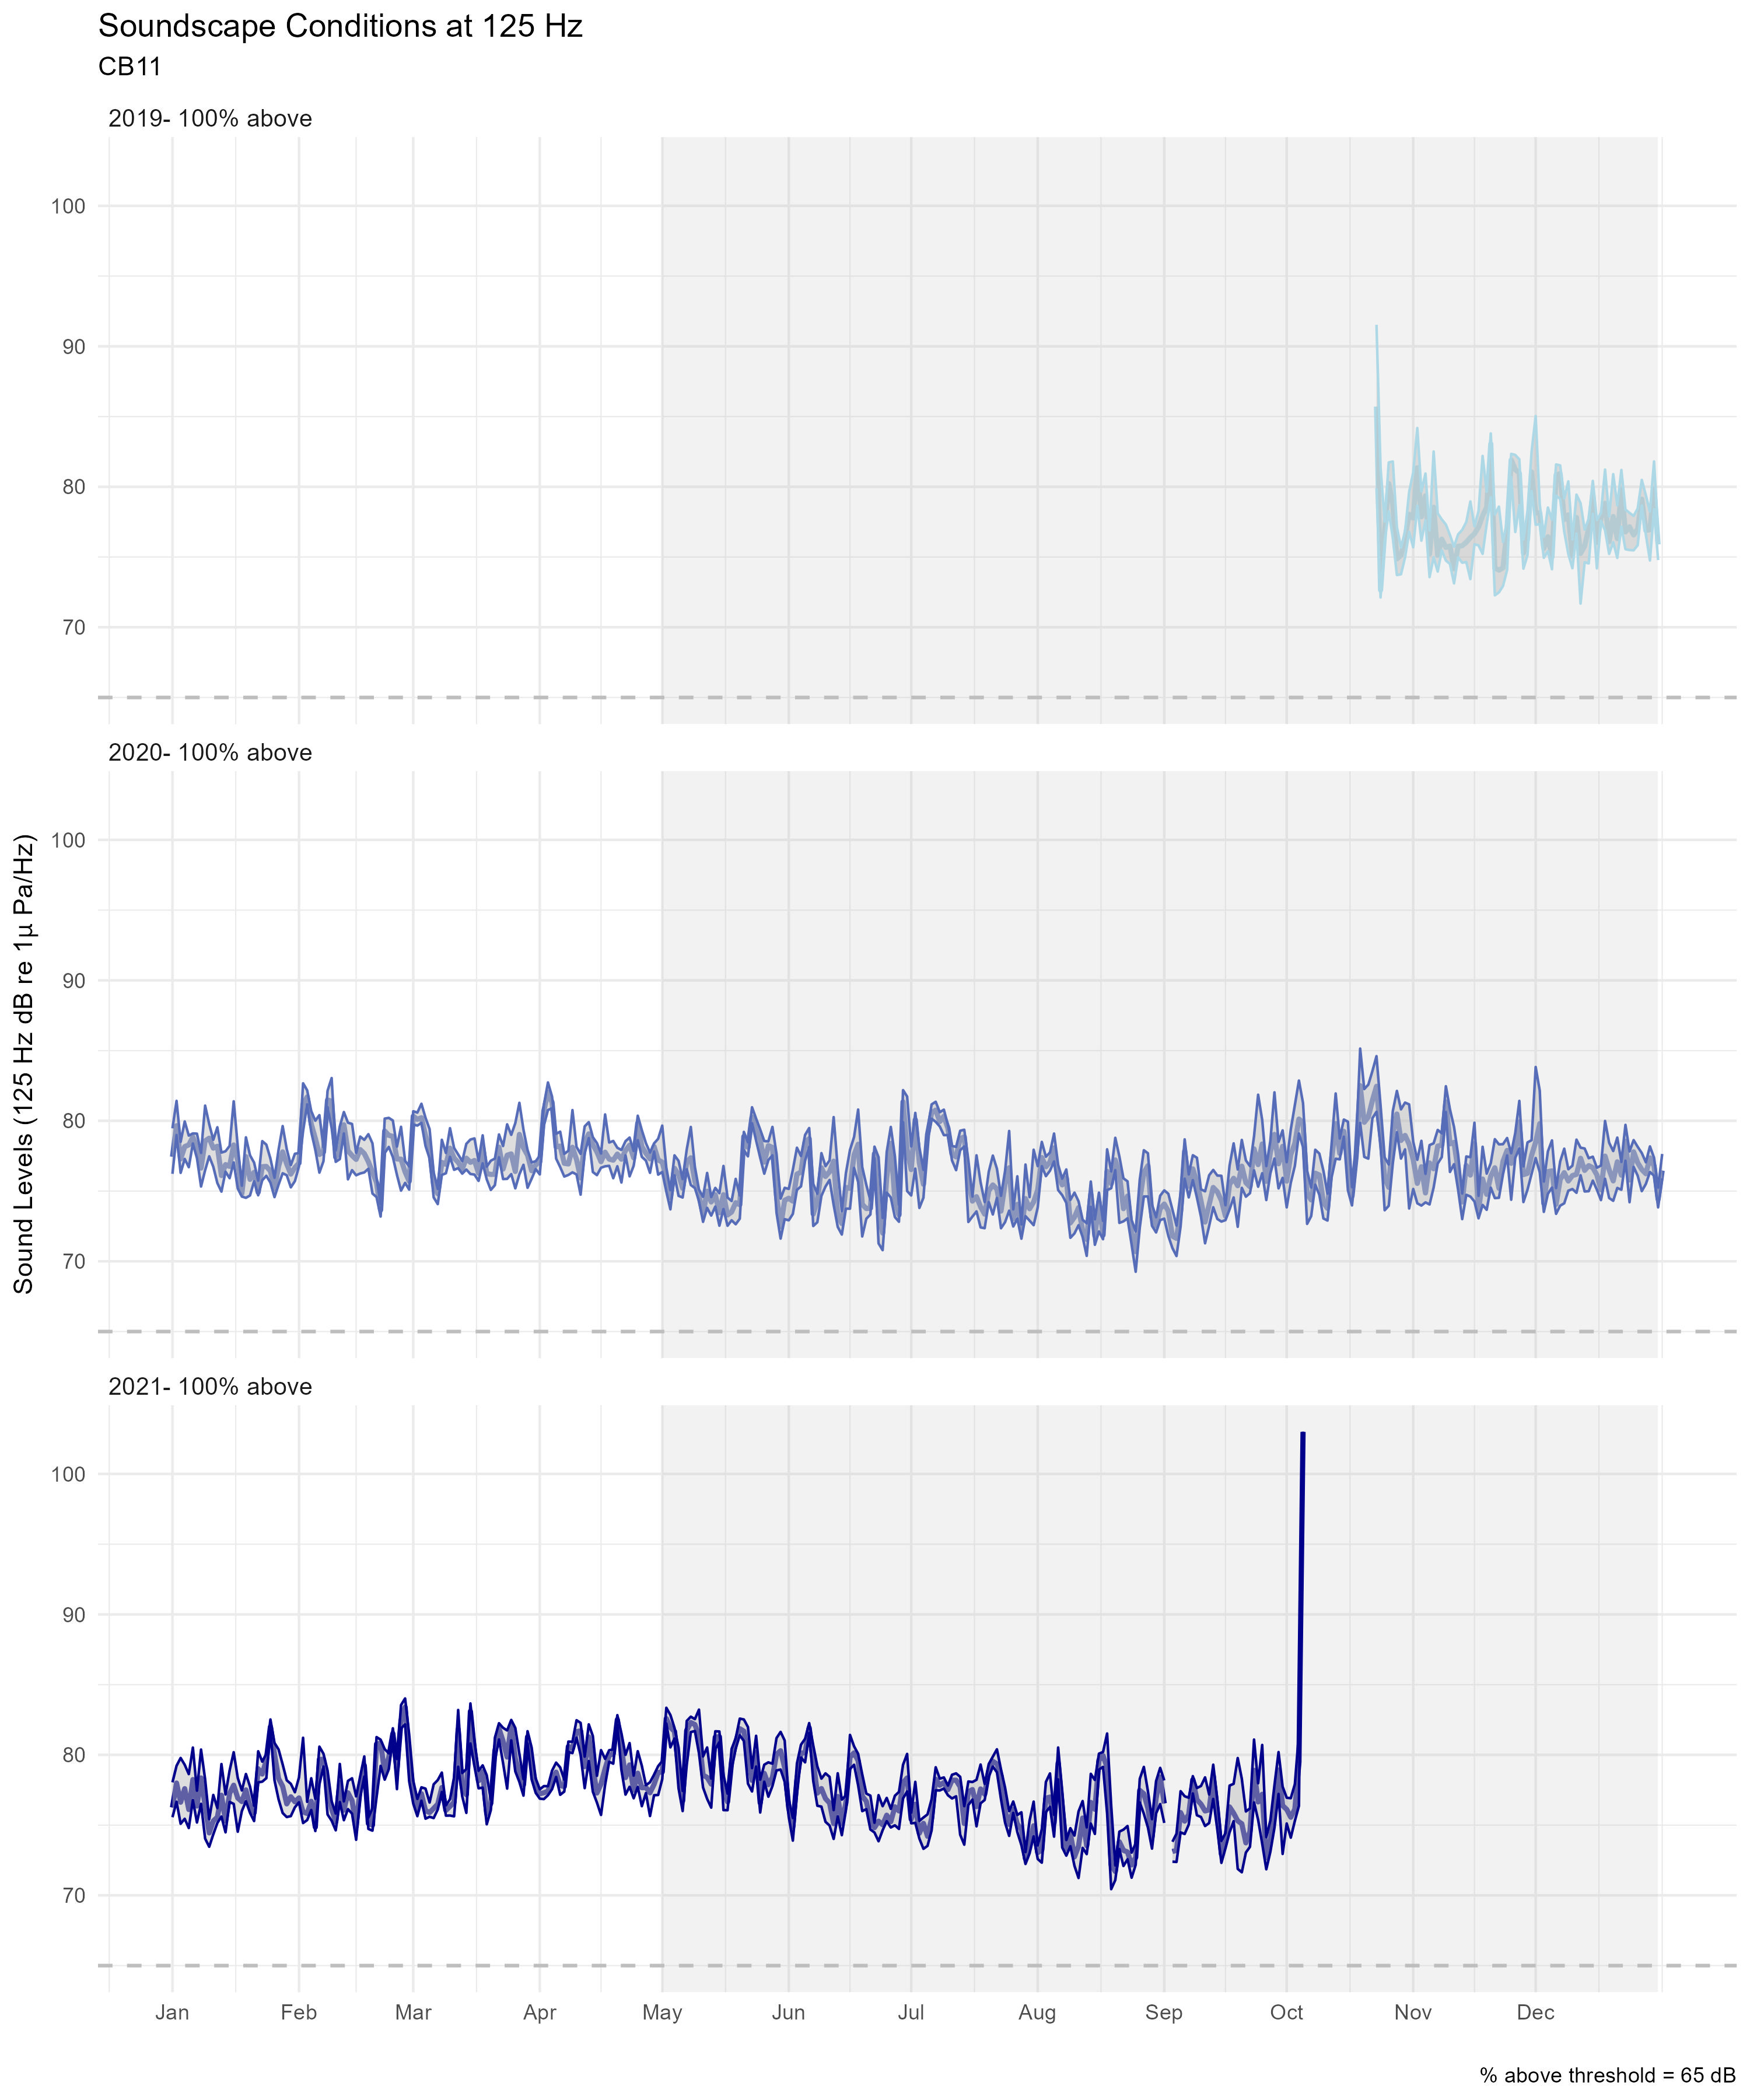 Soundscape Conditions at 125 Hz
CB11
2019- 100% above
100
90
80
70
2020- 100% above
100
90
80
70
Sound Levels (125 Hz dB re 1µ Pa/Hz)
2021- 100% above
100
90
80
70
Jan Feb Mar Apr May Jun Jul Aug Sep Oct Nov Dec
% above threshold = 65 dB